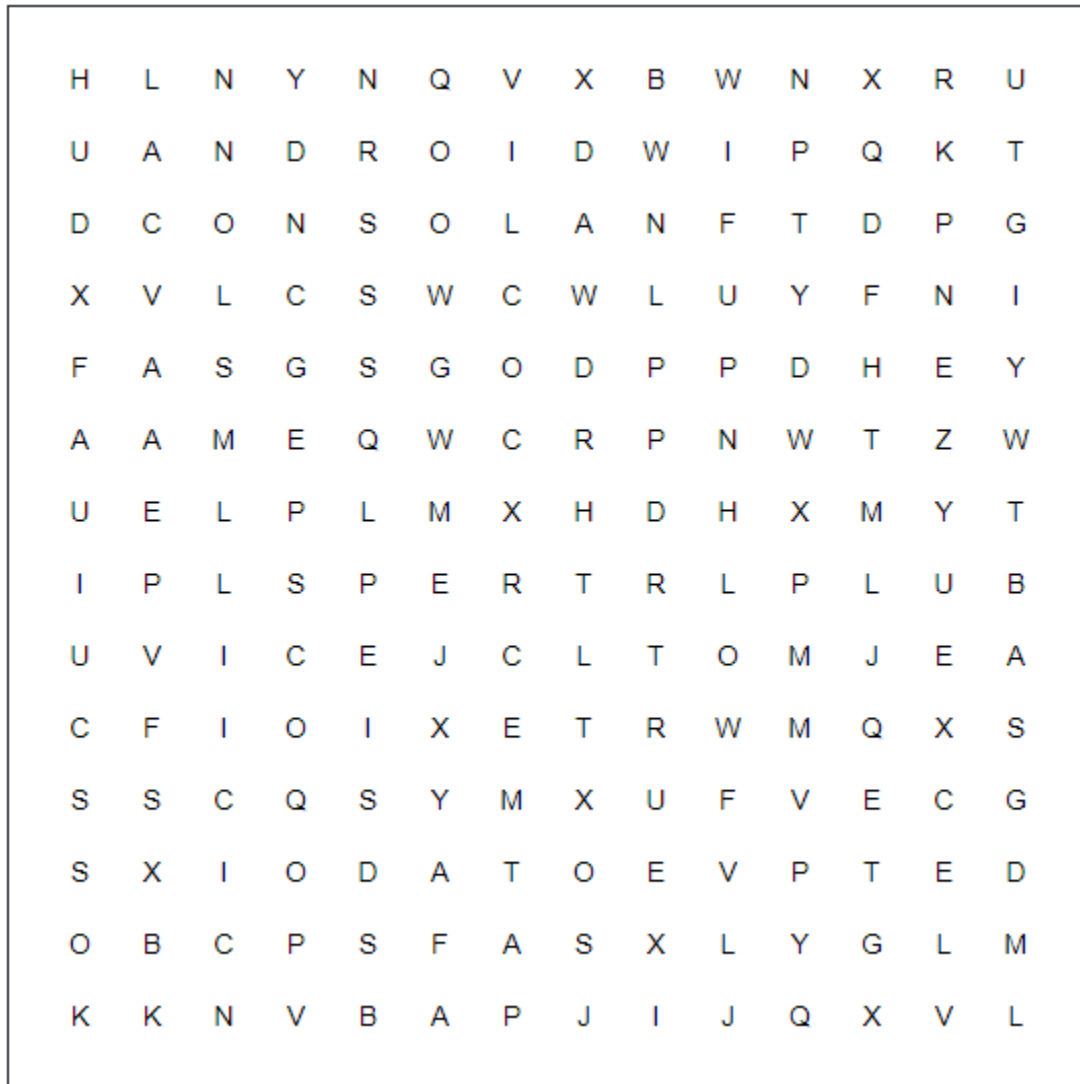 H L N Y N Q V X B W N X R U
U A N D R O I D W I P Q K T
D C O N S O L A N F T D P G
X V L C S W C W L U Y F N I
F A S G S G O D P P D H E Y
A A M E Q W C R P N W T Z W
U E L P L M X H D H X M Y T
I P L S P E R T R L P L U B
U V I C E J C L T O M J E A
C F I O I X E T R W M Q X S
S S C Q S Y M X U F V E C G
S X I O D A T O E V P T E D
O B C P S F A S X L Y G L M
K K N V B A P J I J Q X V L